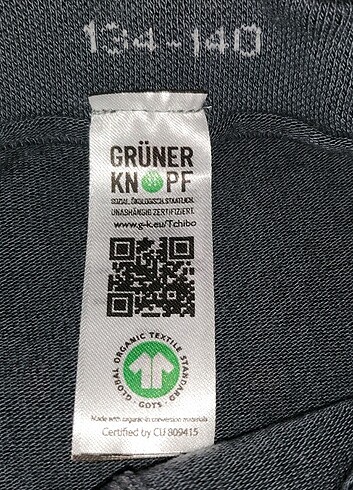 134-140
GRÜNER
KNOPF
SOZIAL. ÖKOLOGISCH. STAATLICH.
UNABHÄNGIG ZERTIFIZIERT.
www.g-k.eu/Tchibo
GLOBAL ORGANIC TEXTILE STANDARD
· GOTS ·
Made with organic-in conversion materials
Certified by CU 809415